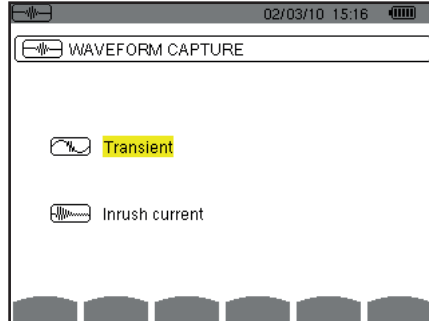 02/03/10 15:16
WAVEFORM CAPTURE
Transient
Inrush current